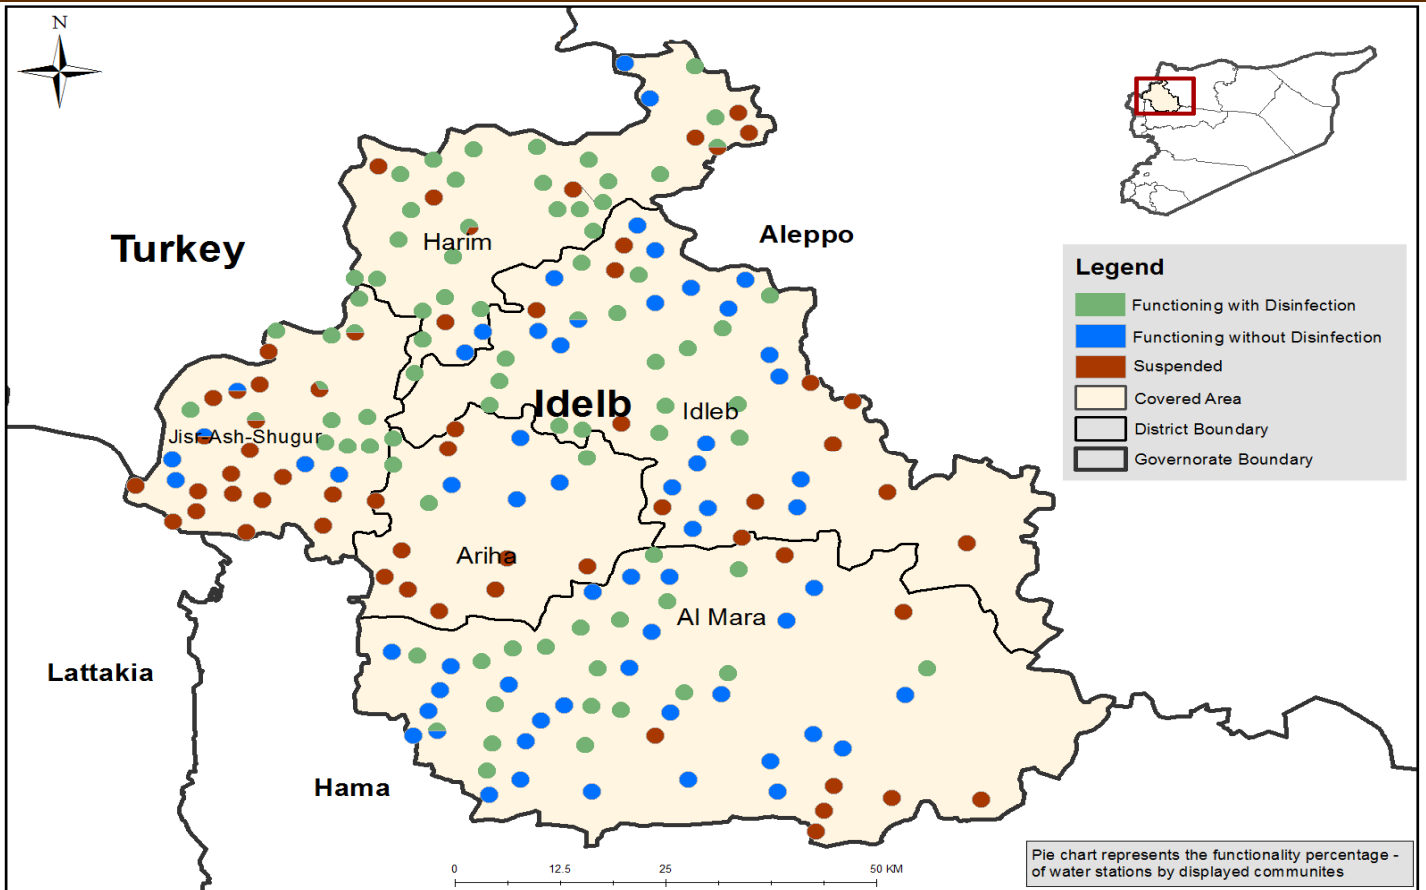 N
Turkey
Harim
Aleppo
Legend
Functioning with Disinfection
Functioning without Disinfection
Suspended
Covered Area
District Boundary
Governorate Boundary
Idelb
Idleb
Jisr-Ash-Shugur
Ariha
Al Mara
Lattakia
Hama
Pie chart represents the functionality percentage -
of water stations by displayed communites
0 12.5 25 50 KM